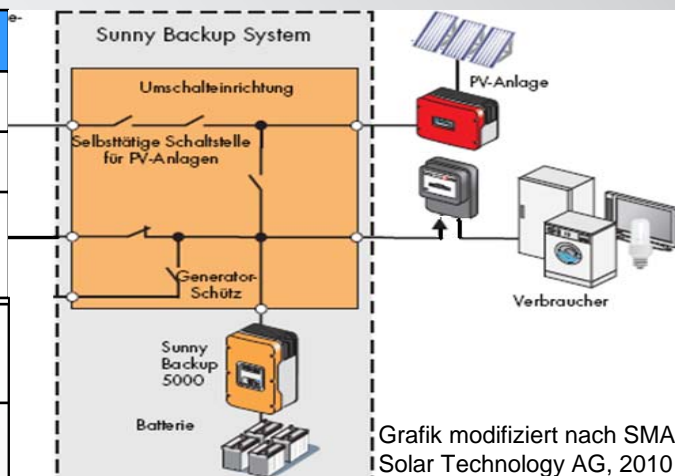 e-
Sunny Backup System
Umschalteinrichtung
PV-Anlage
Selbsttätige Schaltstelle
für PV-Anlagen
Generator-
Schütz
Verbraucher
Sunny
Backup
5000
Batterie
Grafik modifiziert nach SMA
Solar Technology AG, 2010